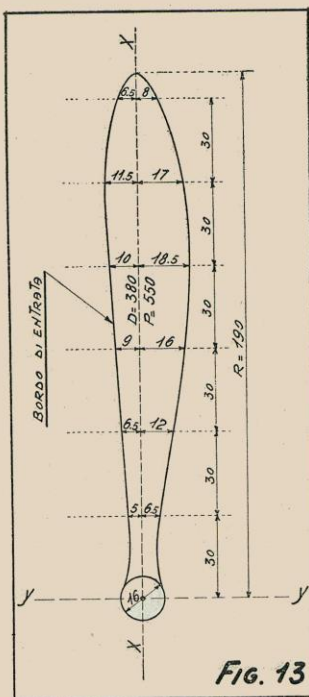 X
6.5 8
30
11.5 17
30
10 18.5
D=380
P=550
30
R=190
BORDO DI ENTRATA
9 16
30
6.5 12
30
5 6.5
30
16
y y
X
FIG. 13